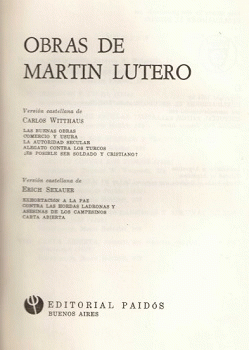 OBRAS DE
MARTIN LUTERO
Versión castellana de
CARLOS WITTHAUS
LAS BUENAS OBRAS
COMERCIO Y USURA
LA AUTORIDAD SECULAR
ALEGATO CONTRA LOS TURCOS
¿ES POSIBLE SER SOLDADO Y CRISTIANO?
Versión castellana de
ERICH SEXAUER
EXHORTACION A LA PAZ
CONTRA LAS HORDAS LADRONAS Y
ASESINAS DE LOS CAMPESINOS
CARTA ABIERTA
EDITORIAL PAIDÓS
BUENOS AIRES